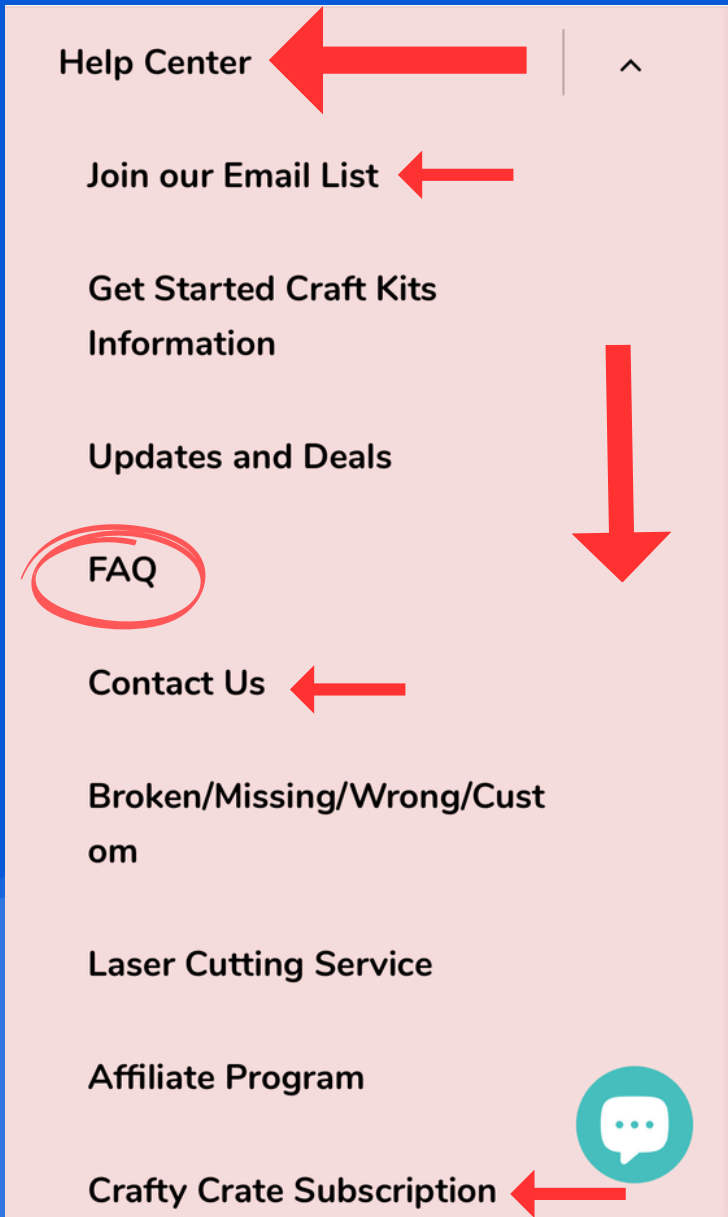 Help Center
Join our Email List
Get Started Craft Kits
Information
Updates and Deals
FAQ
Contact Us
Broken/Missing/Wrong/Cust
om
Laser Cutting Service
Affiliate Program
Crafty Crate Subscription